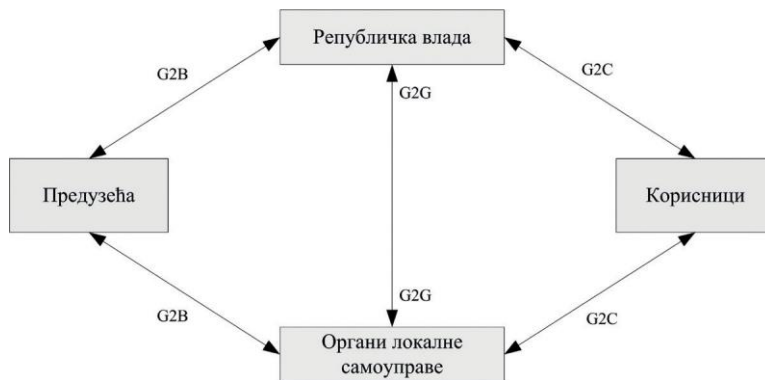 Републичка влада
G2B
G2C
G2G
Предузећа
Корисници
G2G
G2B
G2C
Органи локалне
самоуправе